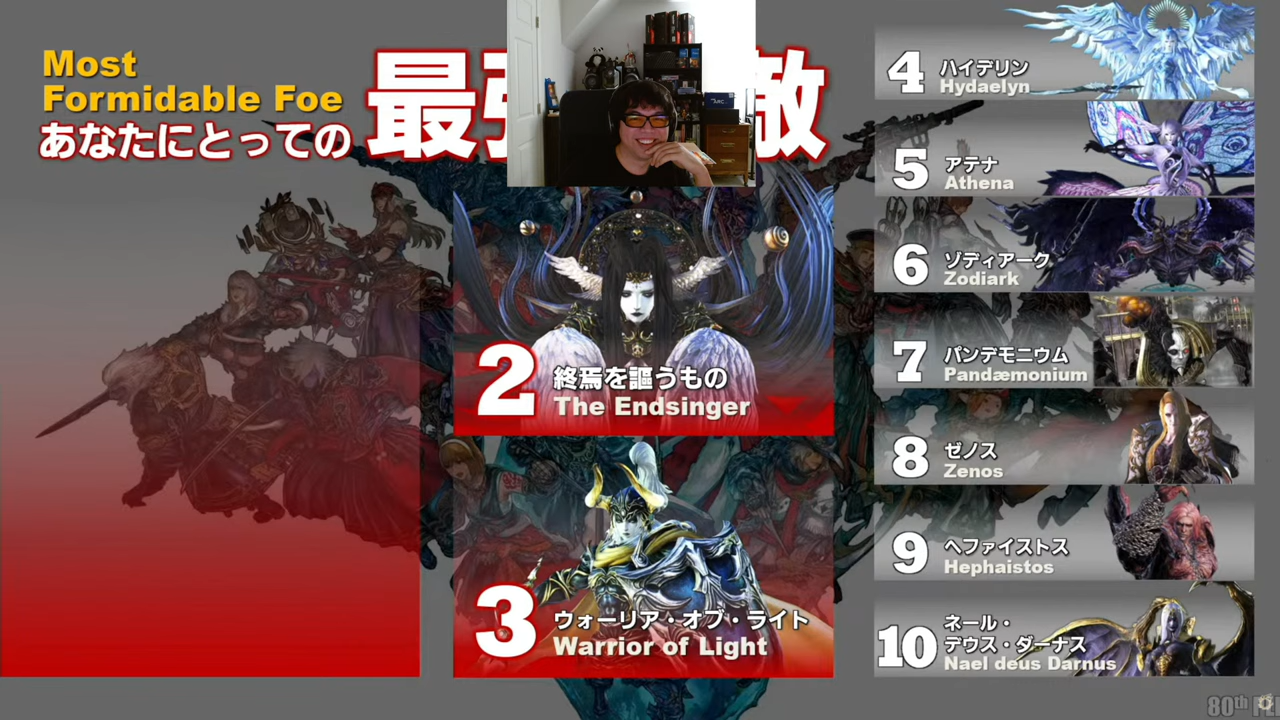 Most
Formidable Foe
あなたにとっての
最
敵
2
終焉を謳うもの
The Endsinger
3
ウォーリア・オブ・ライト
Warrior of Light
4
ハイデリン
Hydaelyn
5
アテナ
Athena
6
ゾディアーク
Zodiark
7
パンデモニウム
Pandæmonium
8
ゼノス
Zenos
9
ヘファイストス
Hephaistos
10
ネール・
デウス・ダーナス
Nael deus Darnus
80th